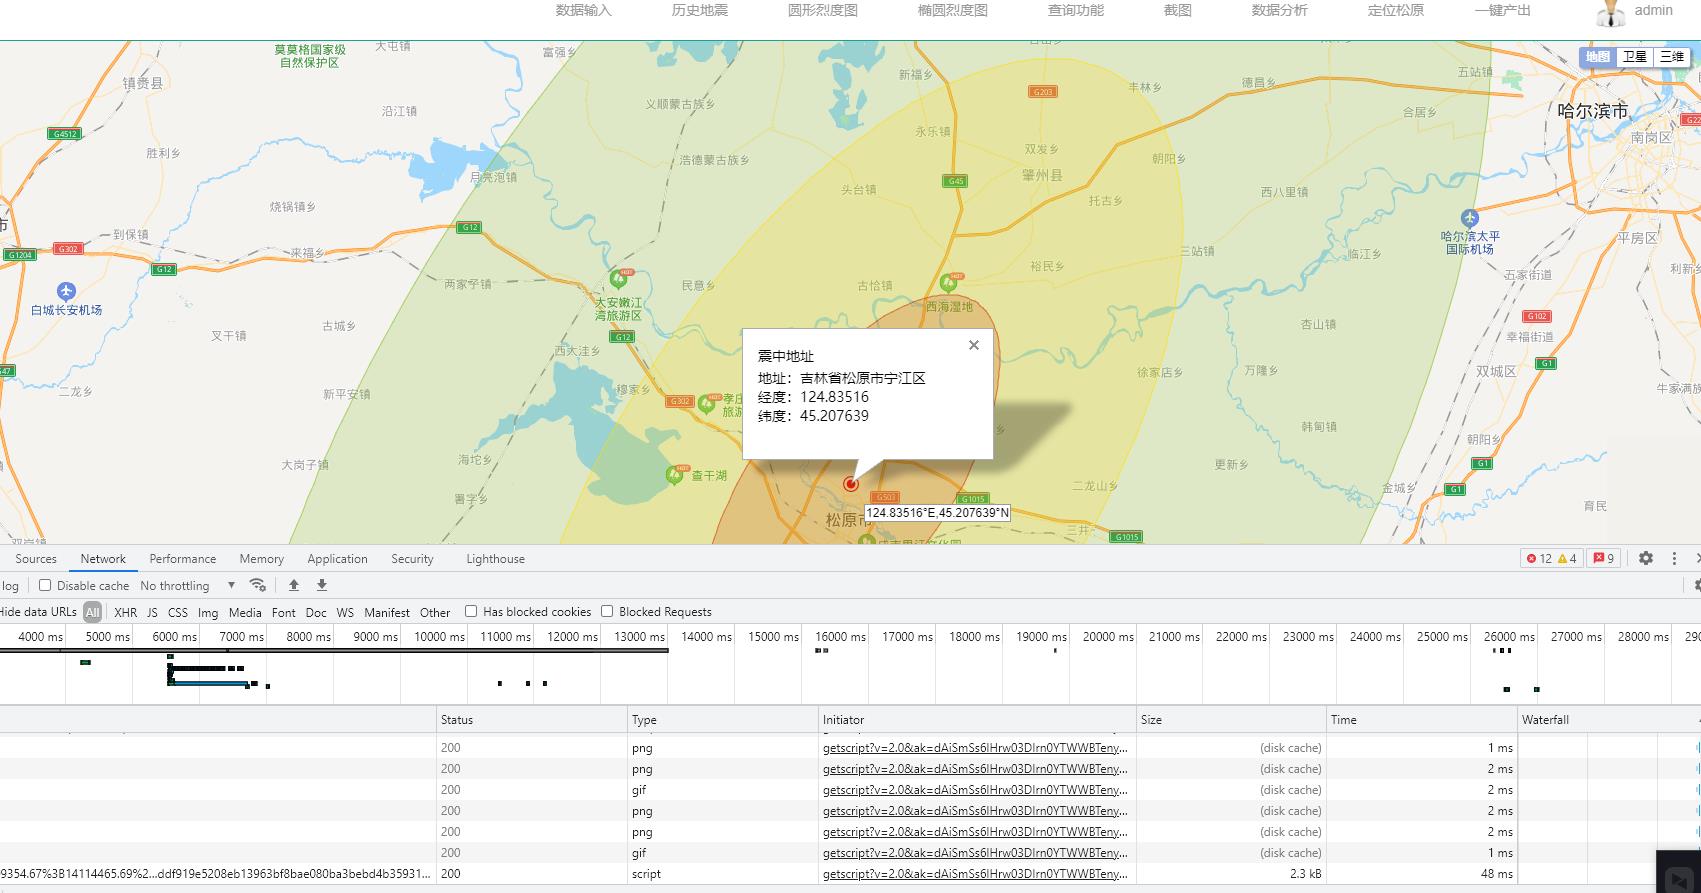 数据输入 历史地震 圆形烈度图 椭圆烈度图 查询功能 截图 数据分析 定位松原 一键产出 admin
莫莫格国家级
自然保护区
大屯镇
富强乡
新福乡
德昌乡
五站镇
地图 卫星 三维
镇赉县
沿江镇
义顺蒙古族乡
G203
丰林乡
合居乡
哈尔滨市
G4512
永乐镇
南岗区
胜利乡
月亮泡镇
浩德蒙古族乡
双发乡
朝阳乡
肇州县
头台镇
G45
托古乡
西八里镇
烧锅镇乡
到保镇
G302
G1204
G12
来福乡
G12
哈尔滨太平
国际机场
平房区
三站镇
临江乡
裕民乡
五家街道
利新乡
白城长安机场
两家子镇
大安嫩江
湾旅游区
民意乡
古恰镇
西海湿地
叉干镇
古城乡
G12
杏山镇
G102
幸福街道
西大洼乡
G1
震中地址
地址：吉林省松原市宁江区
经度：124.83516
纬度：45.207639
二龙乡
新平安镇
穆家乡
G302
徐家店乡
万隆乡
双城区
韩甸镇
朝阳乡
大岗子镇
海坨乡
查干湖
更新乡
G1
署字乡
G503
G1015
二龙山乡
金城乡
G1
育民
松原市
124.83516°E,45.207639°N
三井
G1015
Sources Network Performance Memory Application Security Lighthouse 12 4 9
log Disable cache No throttling
Hide data URLs All XHR JS CSS Img Media Font Doc WS Manifest Other Has blocked cookies Blocked Requests
4000 ms 5000 ms 6000 ms 7000 ms 8000 ms 9000 ms 10000 ms 11000 ms 12000 ms 13000 ms 14000 ms 15000 ms 16000 ms 17000 ms 18000 ms 19000 ms 20000 ms 21000 ms 22000 ms 23000 ms 24000 ms 25000 ms 26000 ms 27000 ms 28000 ms
Status Type Initiator Size Time Waterfall
200 png getscript?v=2.0&ak=dAiSmSs6lHrw03DIrn0YTWWBTeny... (disk cache) 1 ms
200 png getscript?v=2.0&ak=dAiSmSs6lHrw03DIrn0YTWWBTeny... (disk cache) 2 ms
200 gif getscript?v=2.0&ak=dAiSmSs6lHrw03DIrn0YTWWBTeny... (disk cache) 2 ms
200 png getscript?v=2.0&ak=dAiSmSs6lHrw03DIrn0YTWWBTeny... (disk cache) 2 ms
200 png getscript?v=2.0&ak=dAiSmSs6lHrw03DIrn0YTWWBTeny... (disk cache) 2 ms
200 gif getscript?v=2.0&ak=dAiSmSs6lHrw03DIrn0YTWWBTeny... (disk cache) 1 ms
9354.67%3B14114465.69%2...ddf919e5208eb13963bf8bae080ba3bebd4b35931... 200 script 2.3 kB 48 ms